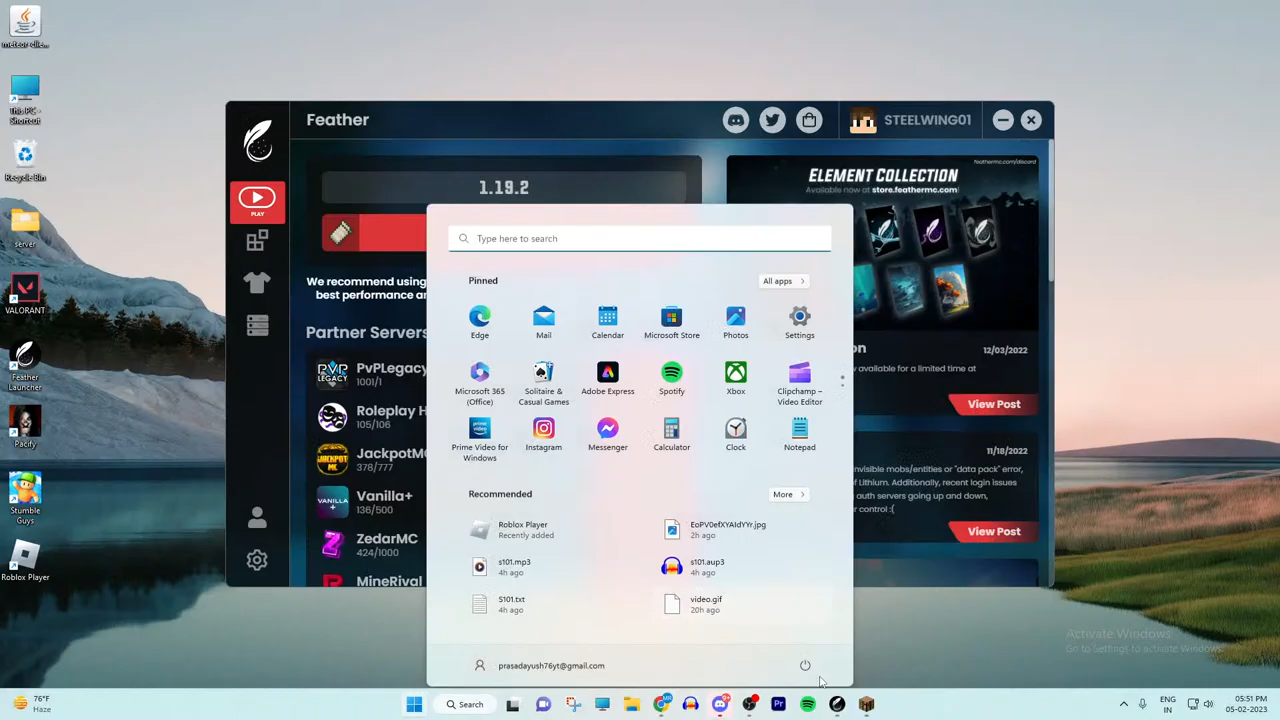 meteor-clie...
This PC -
Shortcut
Recycle Bin
server
VALORANT
Feather
Launcher
Pacify
Stumble
Guys
Roblox Player
Feather
STEELWING01
PLAY
1.19.2
We recommend using
best performance a
Partner Servers
PvPLegacy
1001/1
Roleplay H
105/106
JackpotMC
378/777
Vanilla+
136/500
ZedarMC
424/1000
MineRival
feathermc.com/discord
ELEMENT COLLECTION
Available now at store.feathermc.com!
on
12/03/2022
w available for a limited time at
View Post
11/18/2022
nvisible mobs/entities or "data pack" error,
of Lithium. Additionally, recent login issues
auth servers going up and down,
r control :(
View Post
Type here to search
Pinned
All apps >
Edge
Mail
Calendar
Microsoft Store
Photos
Settings
Microsoft 365
(Office)
Solitaire &
Casual Games
Adobe Express
Spotify
Xbox
Clipchamp –
Video Editor
Prime Video for
Windows
Instagram
Messenger
Calculator
Clock
Notepad
Recommended
More >
Roblox Player
Recently added
EoPV0efXYAIdYYr.jpg
2h ago
s101.mp3
4h ago
s101.aup3
4h ago
S101.txt
4h ago
video.gif
20h ago
prasadayush76yt@gmail.com
Activate Windows
Go to Settings to activate Windows.
76°F
Haze
Search
ENG
IN
05:51 PM
05-02-2023